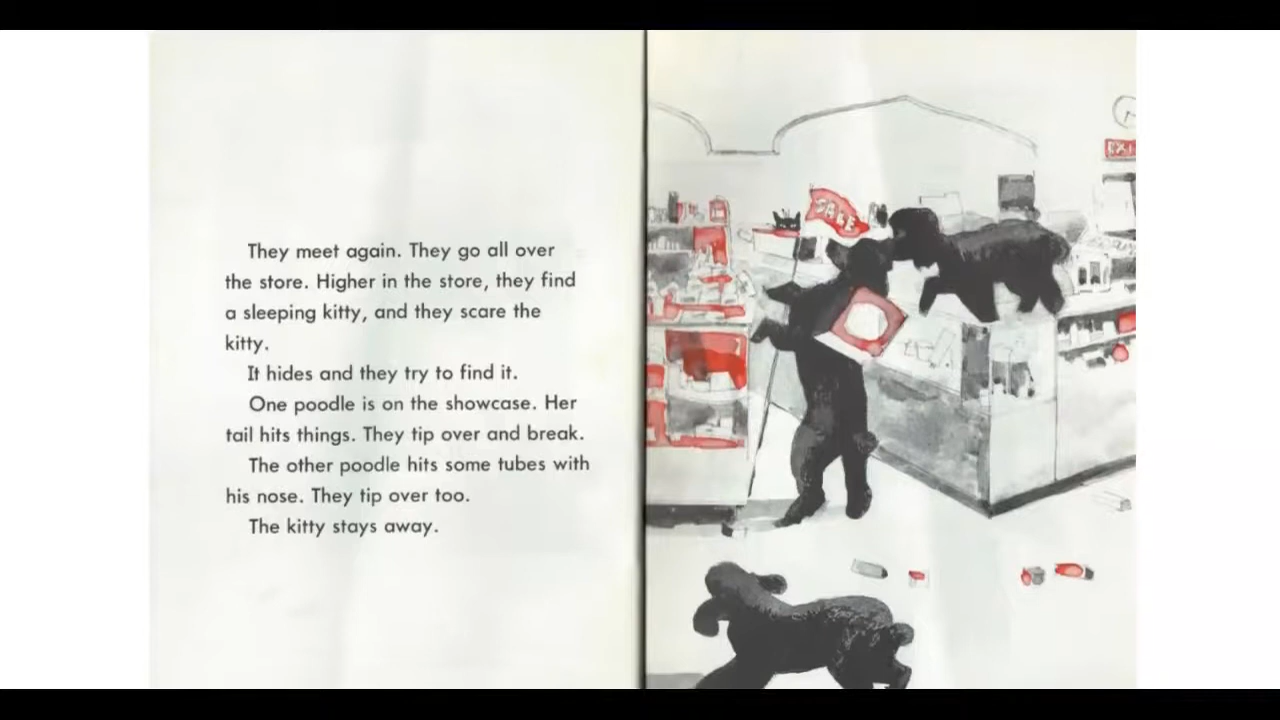 They meet again. They go all over
the store. Higher in the store, they find
a sleeping kitty, and they scare the
kitty.
It hides and they try to find it.
One poodle is on the showcase. Her
tail hits things. They tip over and break.
The other poodle hits some tubes with
his nose. They tip over too.
The kitty stays away.
SALE
EXI